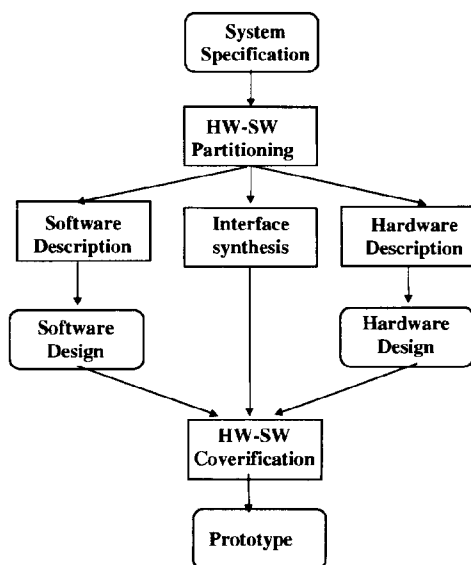 System
Specification
HW-SW
Partitioning
Software
Description
Interface
synthesis
Hardware
Description
Software
Design
Hardware
Design
HW-SW
Coverification
Prototype